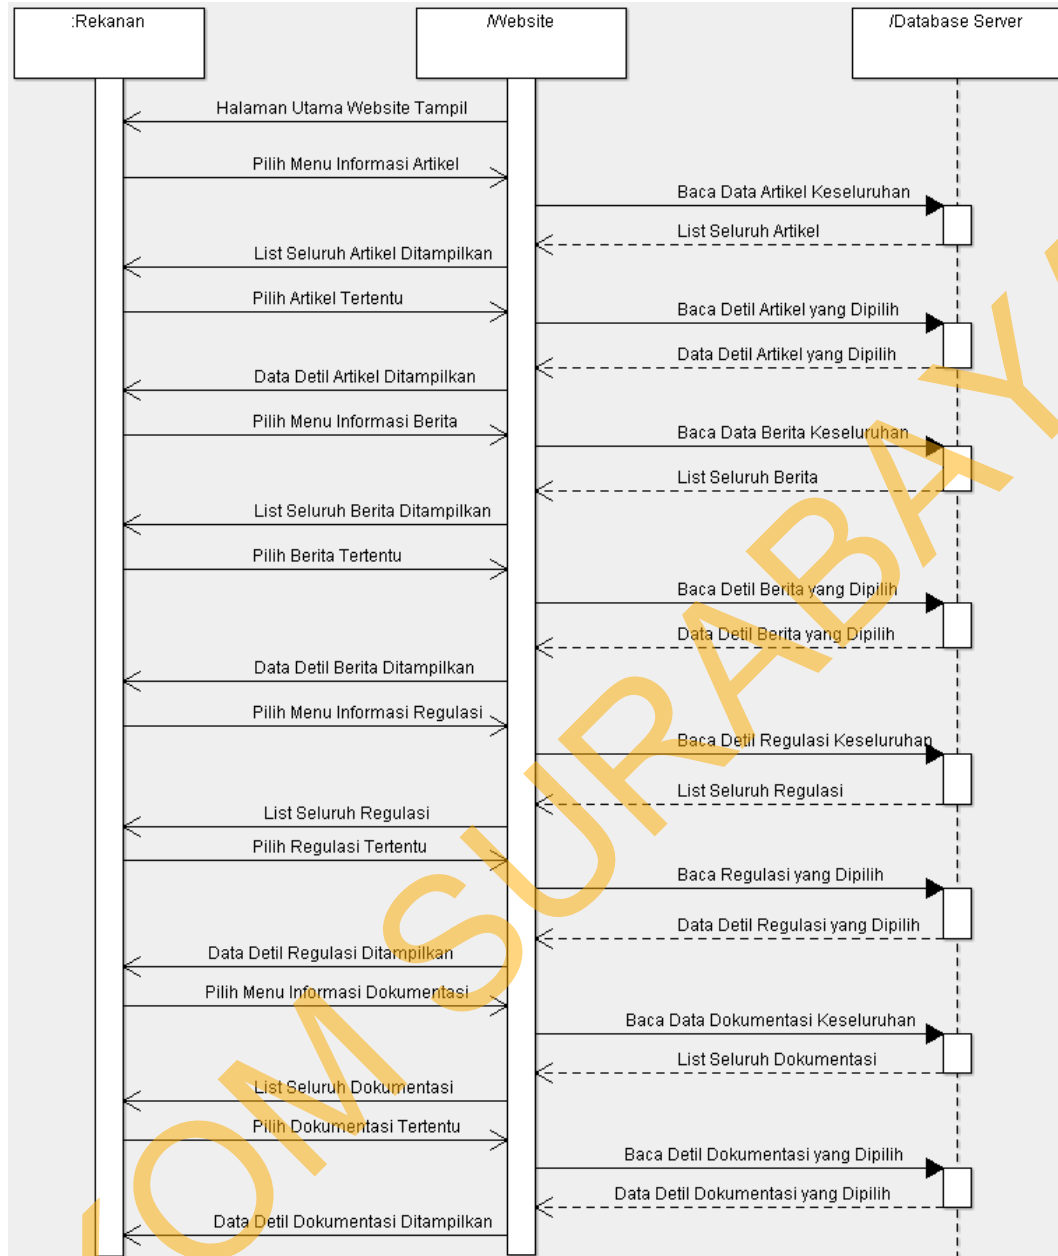 :Rekanan
/Website
/Database Server
Halaman Utama Website Tampil
Pilih Menu Informasi Artikel
Baca Data Artikel Keseluruhan
List Seluruh Artikel
List Seluruh Artikel Ditampilkan
Pilih Artikel Tertentu
Baca Detil Artikel yang Dipilih
Data Detil Artikel yang Dipilih
Data Detil Artikel Ditampilkan
Pilih Menu Informasi Berita
Baca Data Berita Keseluruhan
List Seluruh Berita
List Seluruh Berita Ditampilkan
Pilih Berita Tertentu
Baca Detil Berita yang Dipilih
Data Detil Berita yang Dipilih
Data Detil Berita Ditampilkan
Pilih Menu Informasi Regulasi
Baca Detil Regulasi Keseluruhan
List Seluruh Regulasi
List Seluruh Regulasi
Pilih Regulasi Tertentu
Baca Regulasi yang Dipilih
Data Detil Regulasi yang Dipilih
Data Detil Regulasi Ditampilkan
Pilih Menu Informasi Dokumentasi
Baca Data Dokumentasi Keseluruhan
List Seluruh Dokumentasi
List Seluruh Dokumentasi
Pilih Dokumentasi Tertentu
Baca Detil Dokumentasi yang Dipilih
Data Detil Dokumentasi yang Dipilih
Data Detil Dokumentasi Ditampilkan
OM SURABAYA